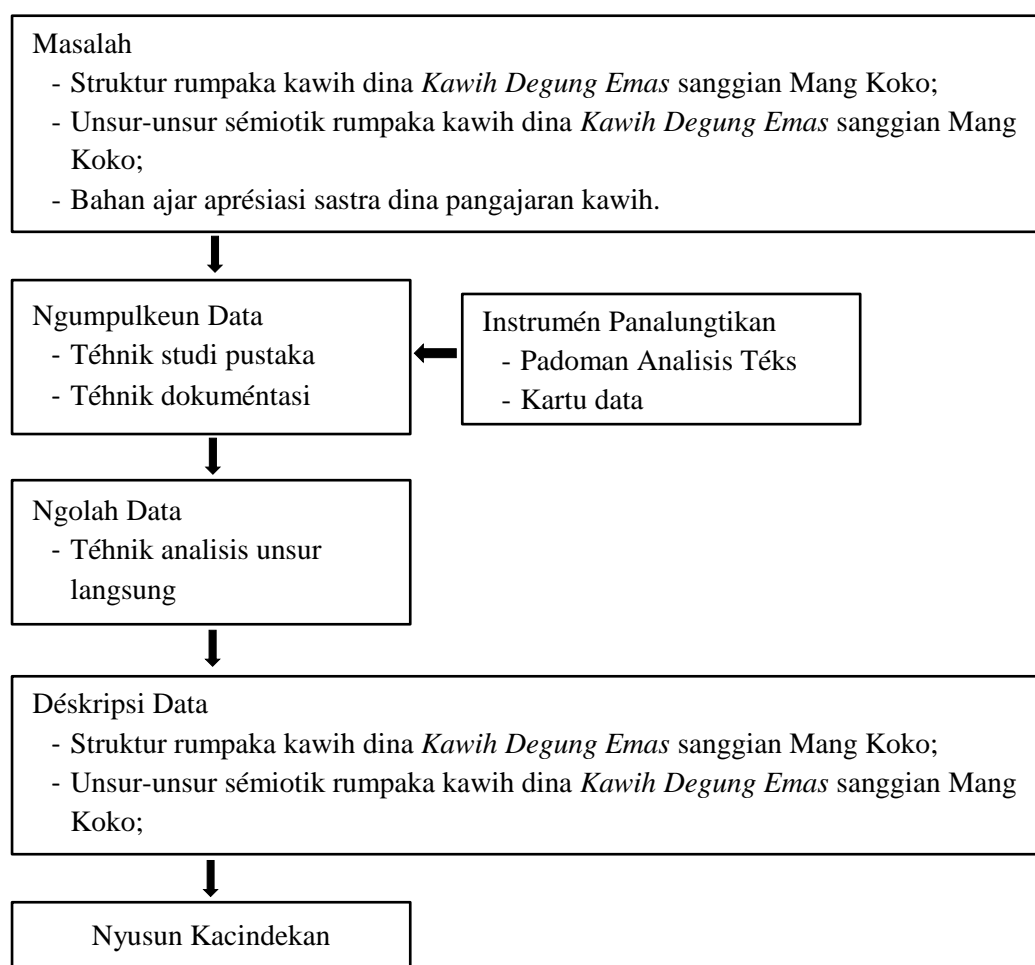 Masalah
- Struktur rumpaka kawih dina Kawih Degung Emas sanggian Mang Koko;
- Unsur-unsur sémiotik rumpaka kawih dina Kawih Degung Emas sanggian Mang
Koko;
- Bahan ajar aprésiasi sastra dina pangajaran kawih.
Ngumpulkeun Data
- Téhnik studi pustaka
- Téhnik dokuméntasi
Instrumén Panalungtikan
- Padoman Analisis Téks
- Kartu data
Ngolah Data
- Téhnik analisis unsur
langsung
Déskripsi Data
- Struktur rumpaka kawih dina Kawih Degung Emas sanggian Mang Koko;
- Unsur-unsur sémiotik rumpaka kawih dina Kawih Degung Emas sanggian Mang
Koko;
Nyusun Kacindekan